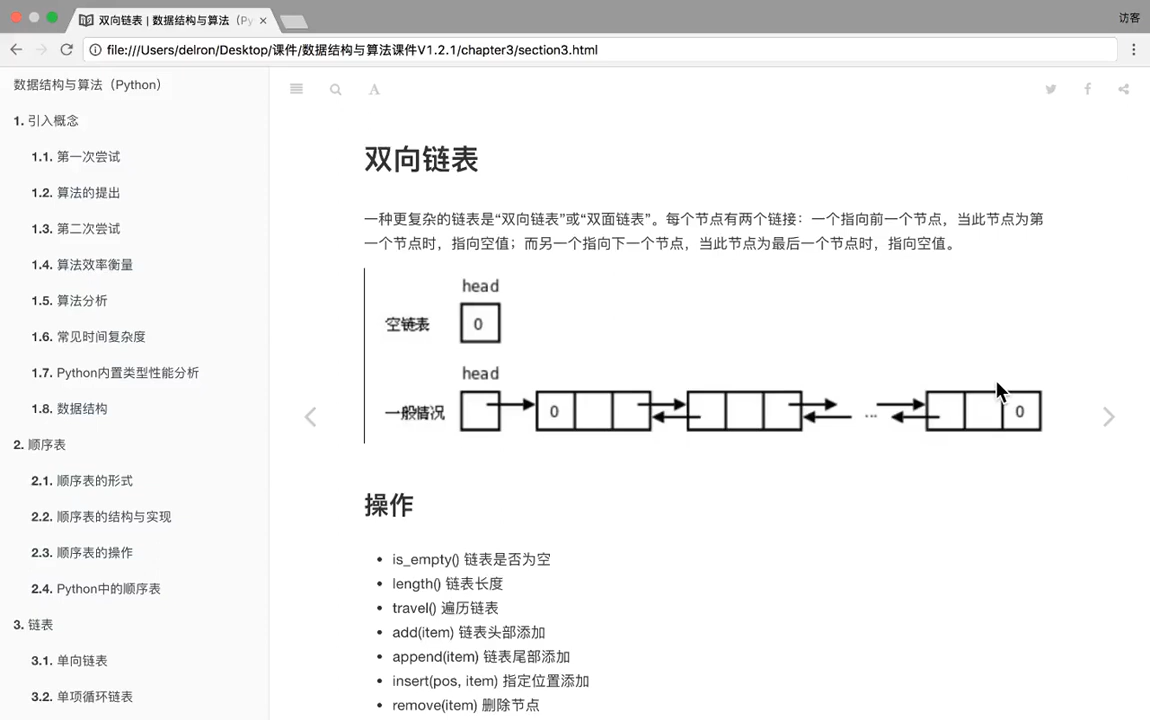 双向链表 | 数据结构与算法（Py
访客
file:///Users/delron/Desktop/课件/数据结构与算法课件V1.2.1/chapter3/section3.html
数据结构与算法（Python）
1. 引入概念
1.1. 第一次尝试
1.2. 算法的提出
1.3. 第二次尝试
1.4. 算法效率衡量
1.5. 算法分析
1.6. 常见时间复杂度
1.7. Python内置类型性能分析
1.8. 数据结构
2. 顺序表
2.1. 顺序表的形式
2.2. 顺序表的结构与实现
2.3. 顺序表的操作
2.4. Python中的顺序表
3. 链表
3.1. 单向链表
3.2. 单项循环链表
A
双向链表
一种更复杂的链表是“双向链表”或“双面链表”。每个节点有两个链接：一个指向前一个节点，当此节点为第
一个节点时，指向空值；而另一个指向下一个节点，当此节点为最后一个节点时，指向空值。
head
空链表 0
head
一般情况 0 ... 0
操作
• is_empty() 链表是否为空
• length() 链表长度
• travel() 遍历链表
• add(item) 链表头部添加
• append(item) 链表尾部添加
• insert(pos, item) 指定位置添加
• remove(item) 删除节点